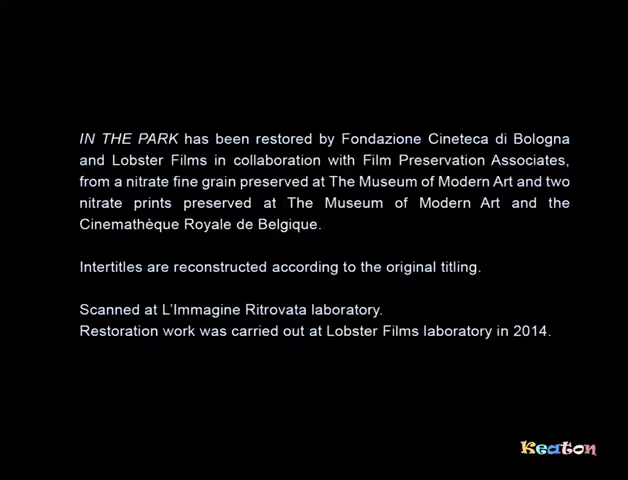 IN THE PARK has been restored by Fondazione Cineteca di Bologna
and Lobster Films in collaboration with Film Preservation Associates,
from a nitrate fine grain preserved at The Museum of Modern Art and two
nitrate prints preserved at The Museum of Modern Art and the
Cinemathèque Royale de Belgique.
Intertitles are reconstructed according to the original titling.
Scanned at L'Immagine Ritrovata laboratory.
Restoration work was carried out at Lobster Films laboratory in 2014.
Keaton